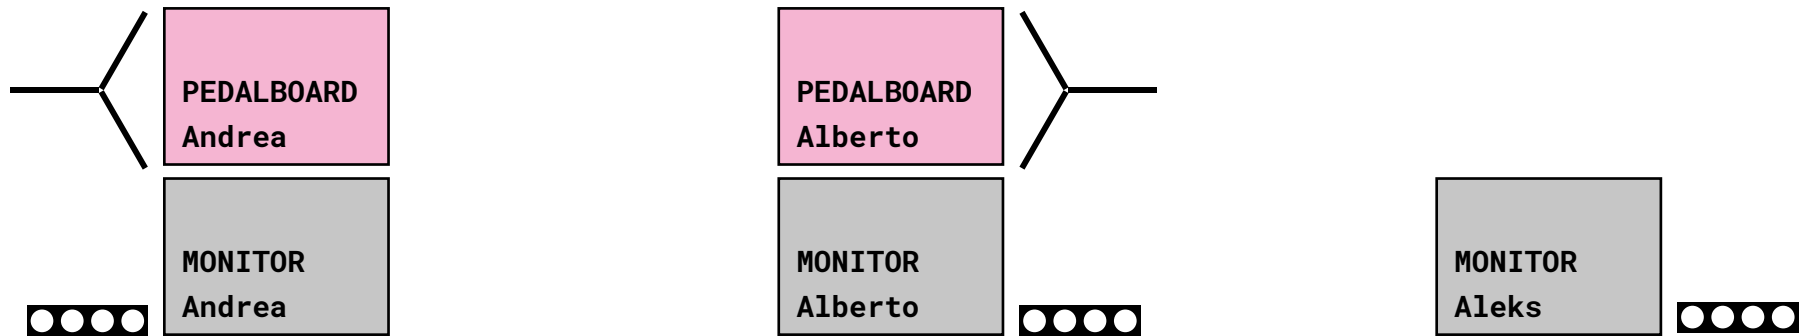 PEDALBOARD
Andrea
PEDALBOARD
Alberto
MONITOR
Andrea
MONITOR
Alberto
MONITOR
Aleks